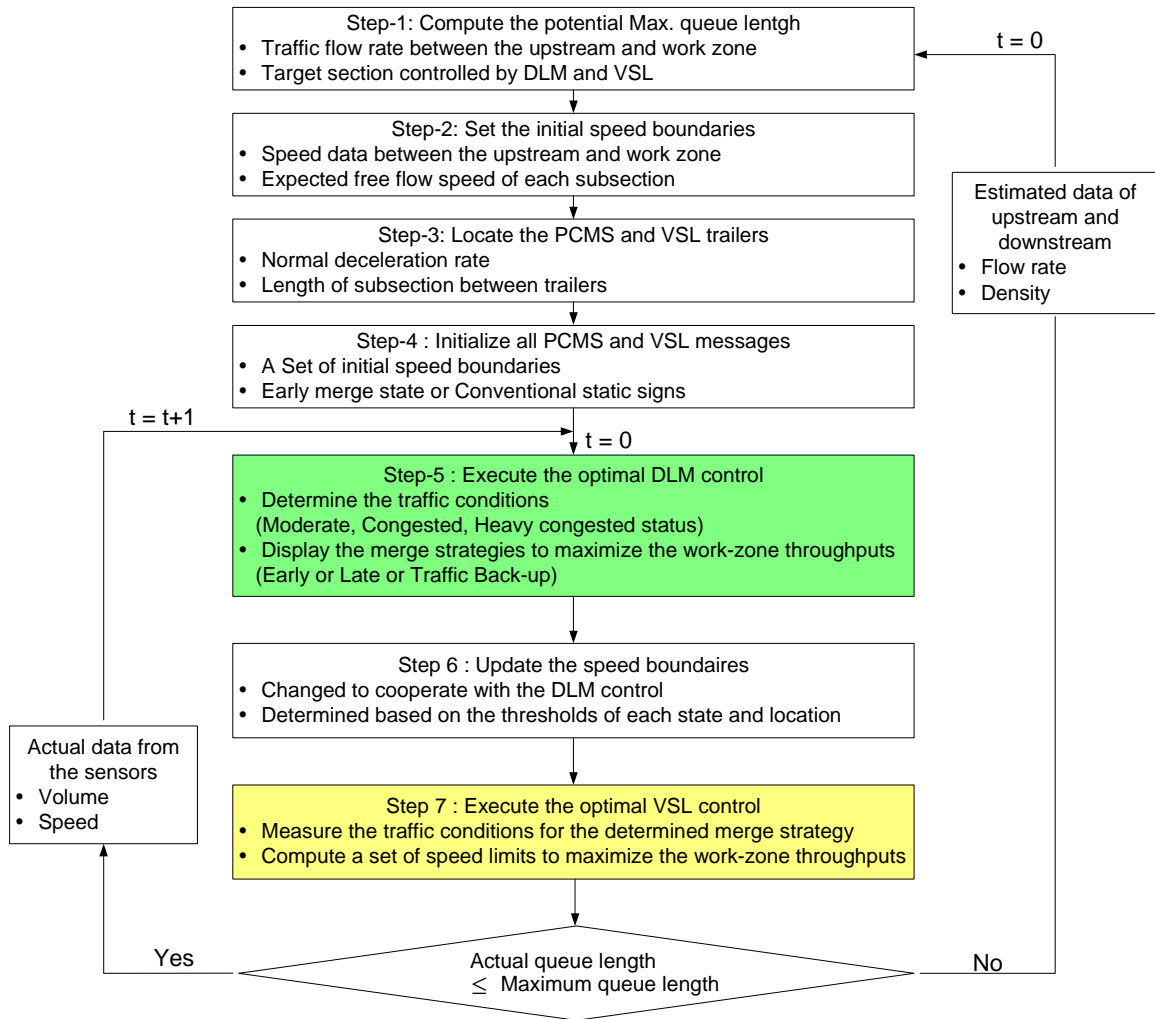 Step-1: Compute the potential Max. queue lentgh
• Traffic flow rate between the upstream and work zone
• Target section controlled by DLM and VSL
t = 0
Step-2: Set the initial speed boundaries
• Speed data between the upstream and work zone
• Expected free flow speed of each subsection
Estimated data of
upstream and
downstream
• Flow rate
• Density
Step-3: Locate the PCMS and VSL trailers
• Normal deceleration rate
• Length of subsection between trailers
Step-4 : Initialize all PCMS and VSL messages
• A Set of initial speed boundaries
• Early merge state or Conventional static signs
t = t+1
t = 0
Step-5 : Execute the optimal DLM control
• Determine the traffic conditions
(Moderate, Congested, Heavy congested status)
• Display the merge strategies to maximize the work-zone throughputs
(Early or Late or Traffic Back-up)
Step 6 : Update the speed boundaires
• Changed to cooperate with the DLM control
• Determined based on the thresholds of each state and location
Actual data from
the sensors
• Volume
• Speed
Step 7 : Execute the optimal VSL control
• Measure the traffic conditions for the determined merge strategy
• Compute a set of speed limits to maximize the work-zone throughputs
Yes
Actual queue length
≤ Maximum queue length
No